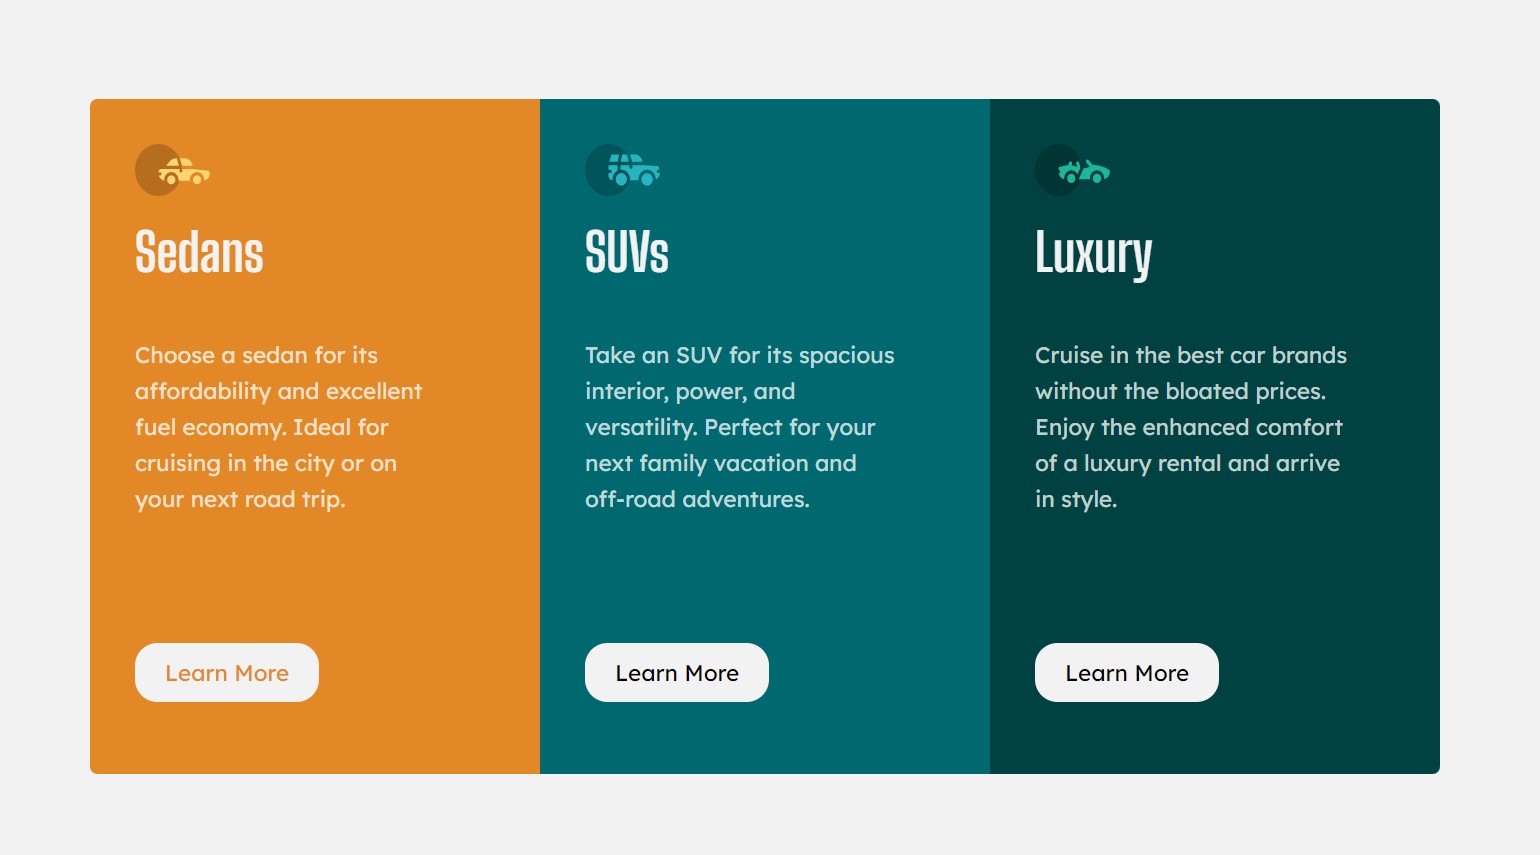 Sedans
Choose a sedan for its
affordability and excellent
fuel economy. Ideal for
cruising in the city or on
your next road trip.
Learn More
SUVs
Take an SUV for its spacious
interior, power, and
versatility. Perfect for your
next family vacation and
off-road adventures.
Learn More
Luxury
Cruise in the best car brands
without the bloated prices.
Enjoy the enhanced comfort
of a luxury rental and arrive
in style.
Learn More